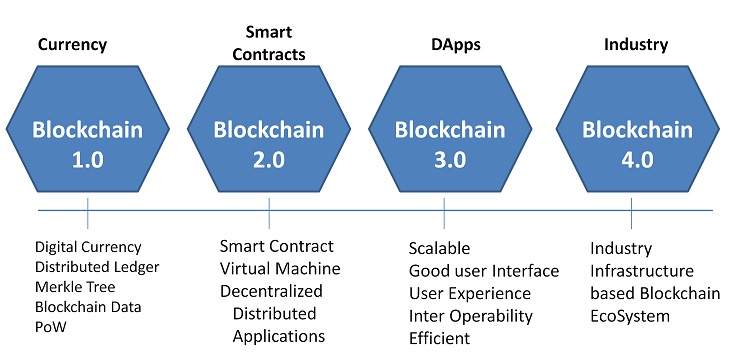 Currency
Smart
Contracts
DApps
Industry
Blockchain
1.0
Blockchain
2.0
Blockchain
3.0
Blockchain
4.0
Digital Currency
Distributed Ledger
Merkle Tree
Blockchain Data
PoW
Smart Contract
Virtual Machine
Decentralized
Distributed
Applications
Scalable
Good user Interface
User Experience
Inter Operability
Efficient
Industry
Infrastructure
based Blockchain
EcoSystem